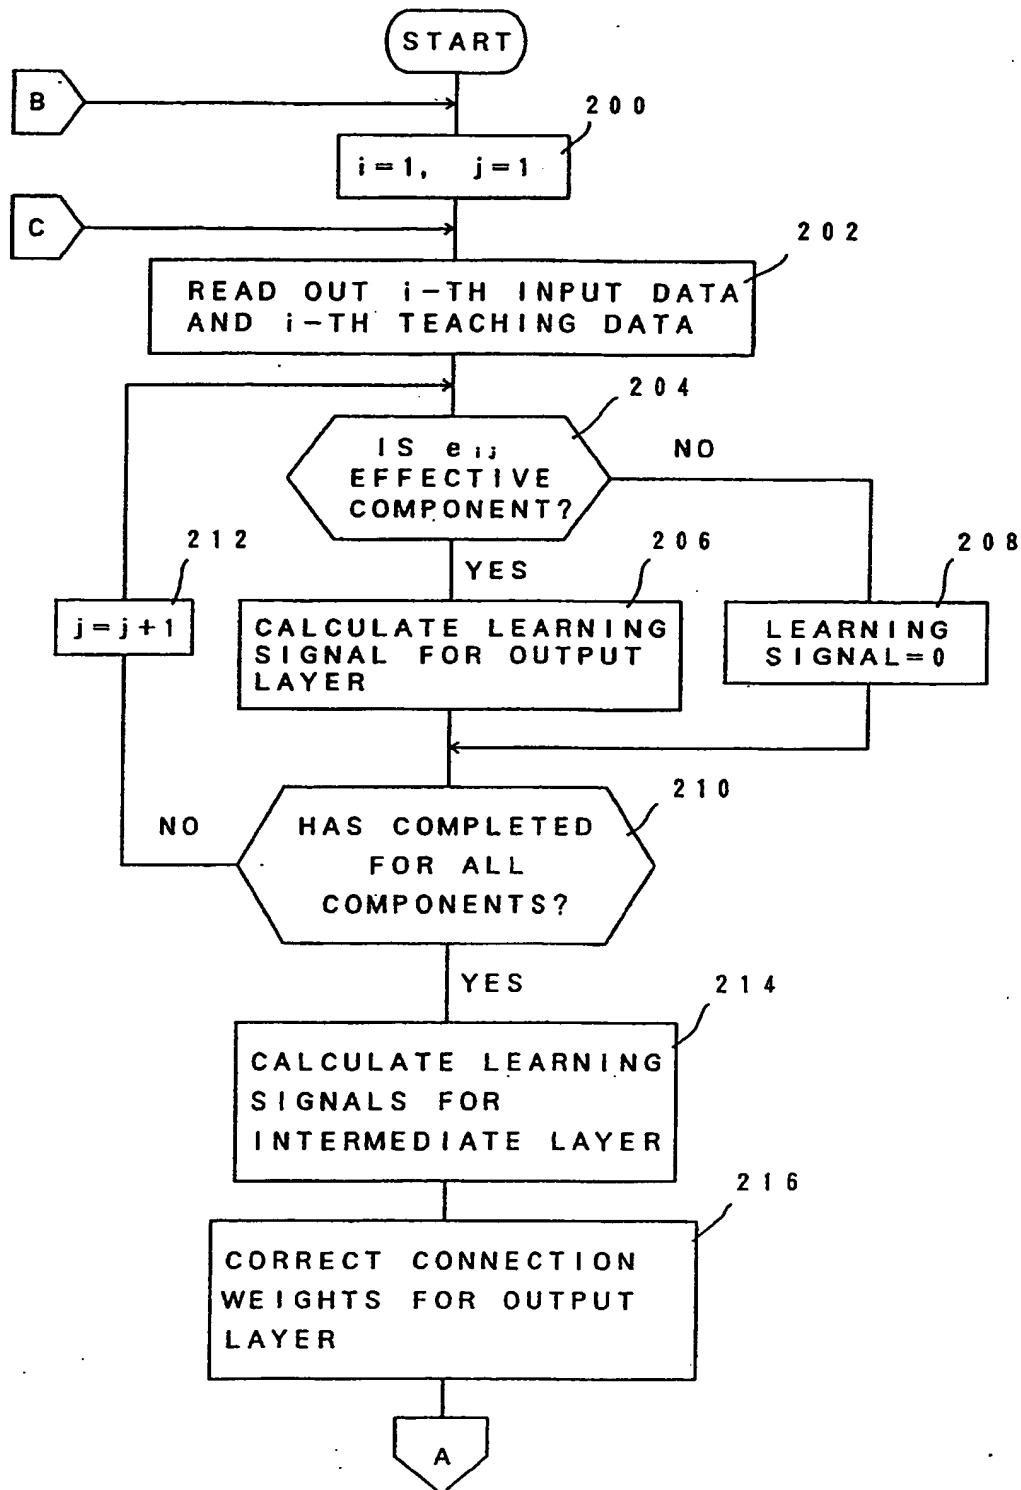 START
B
200
i=1, j=1
C
202
READ OUT i-TH INPUT DATA
AND i-TH TEACHING DATA
204
IS eij
EFFECTIVE
COMPONENT?
NO
212
206
208
YES
j=j+1
CALCULATE LEARNING
SIGNAL FOR OUTPUT
LAYER
LEARNING
SIGNAL=0
210
NO
HAS COMPLETED
FOR ALL
COMPONENTS?
YES
214
CALCULATE LEARNING
SIGNALS FOR
INTERMEDIATE LAYER
216
CORRECT CONNECTION
WEIGHTS FOR OUTPUT
LAYER
A